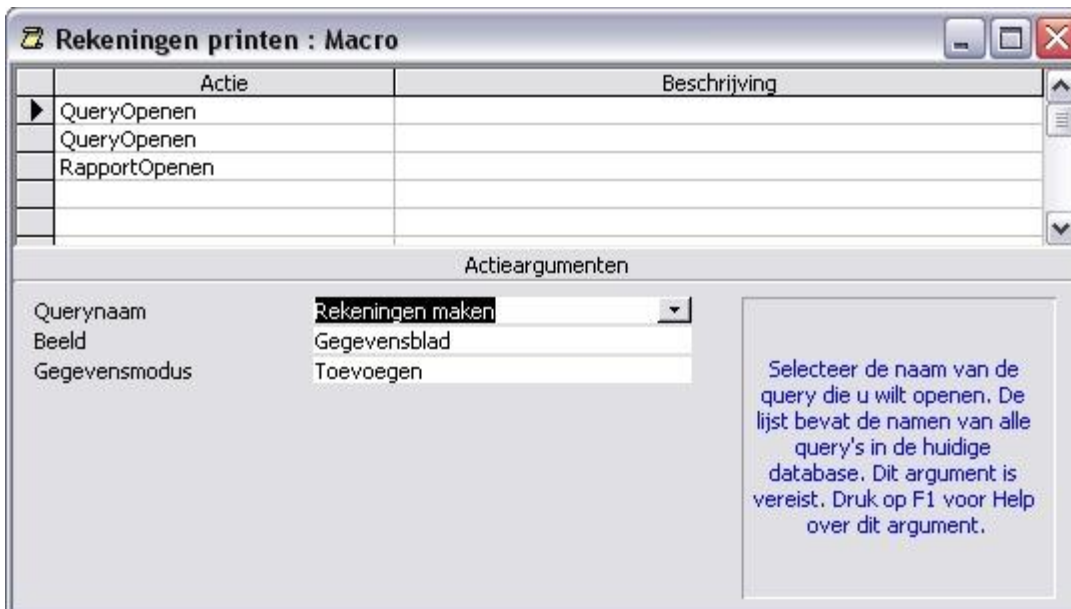 Rekeningen printen : Macro
Actie Beschrijving
QueryOpenen
QueryOpenen
RapportOpenen
Actieargumenten
Querynaam Rekeningen maken
Beeld Gegevensblad
Gegevensmodus Toevoegen
Selecteer de naam van de
query die u wilt openen. De
lijst bevat de namen van alle
query's in de huidige
database. Dit argument is
vereist. Druk op F1 voor Help
over dit argument.